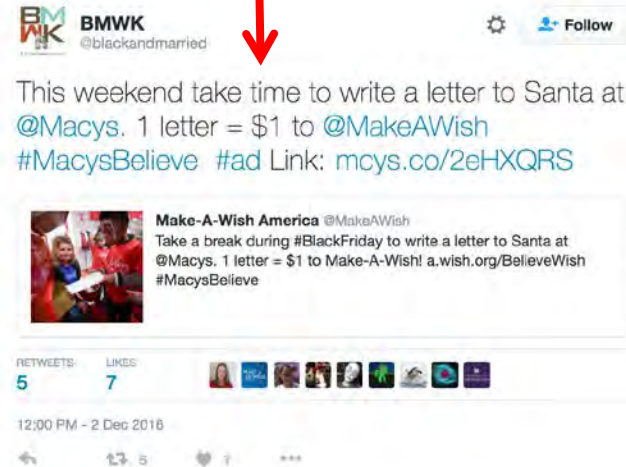 BM
WK
BMWK
@blackandmarried
Follow
This weekend take time to write a letter to Santa at
@Macys. 1 letter = $1 to @MakeAWish
#MacysBelieve #ad Link: mcys.co/2eHXQRS
Make-A-Wish America @MakeAWish
Take a break during #BlackFriday to write a letter to Santa at
@Macys. 1 letter = $1 to Make-A-Wish! a.wish.org/BelieveWish
#MacysBelieve
RETWEETS LIKES
5 7
12:00 PM - 2 Dec 2016
5 7